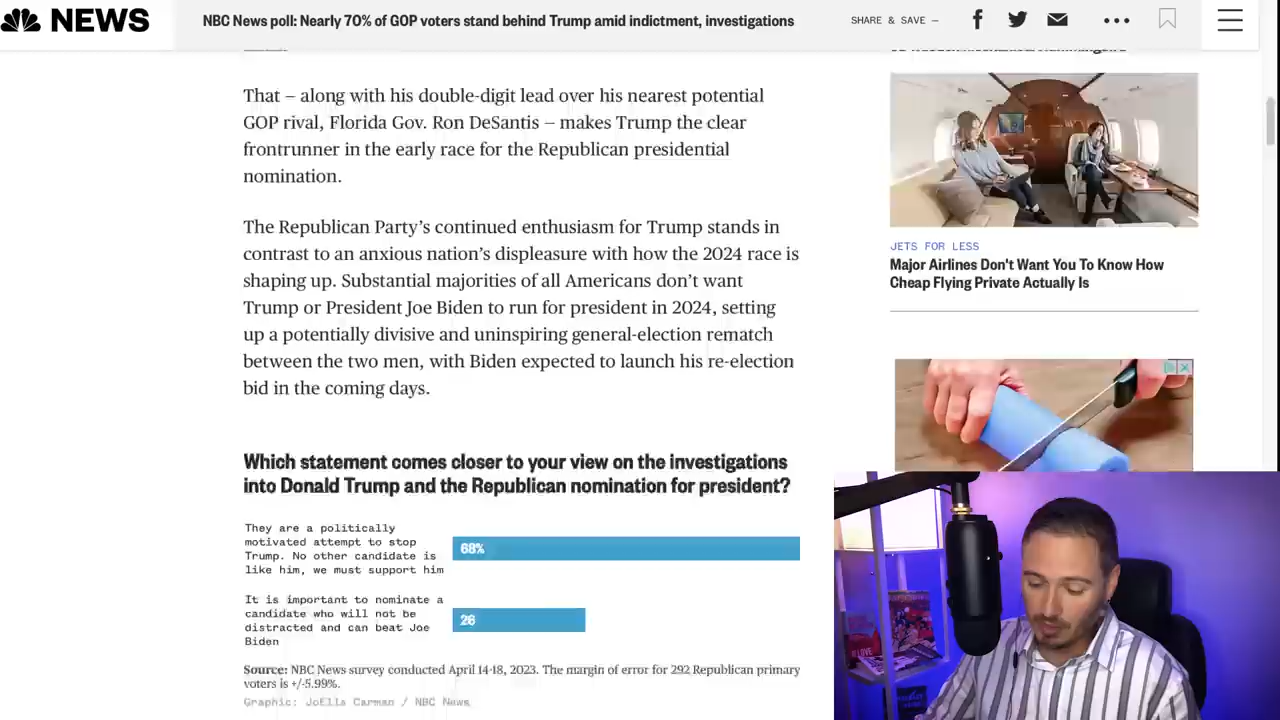 NEWS
NBC News poll: Nearly 70% of GOP voters stand behind Trump amid indictment, investigations
SHARE & SAVE —
That — along with his double-digit lead over his nearest potential
GOP rival, Florida Gov. Ron DeSantis — makes Trump the clear
frontrunner in the early race for the Republican presidential
nomination.
The Republican Party's continued enthusiasm for Trump stands in
contrast to an anxious nation's displeasure with how the 2024 race is
shaping up. Substantial majorities of all Americans don't want
Trump or President Joe Biden to run for president in 2024, setting
up a potentially divisive and uninspiring general-election rematch
between the two men, with Biden expected to launch his re-election
bid in the coming days.
Which statement comes closer to your view on the investigations
into Donald Trump and the Republican nomination for president?
They are a politically
motivated attempt to stop
Trump. No other candidate is
like him, we must support him
68%
It is important to nominate a
candidate who will not be
distracted and can beat Joe
Biden
26
Source: NBC News survey conducted April 14-18, 2023. The margin of error for 292 Republican primary
voters is +/-5.99%.
Graphic: JoElla Carman / NBC News
JETS FOR LESS
Major Airlines Don't Want You To Know How
Cheap Flying Private Actually Is